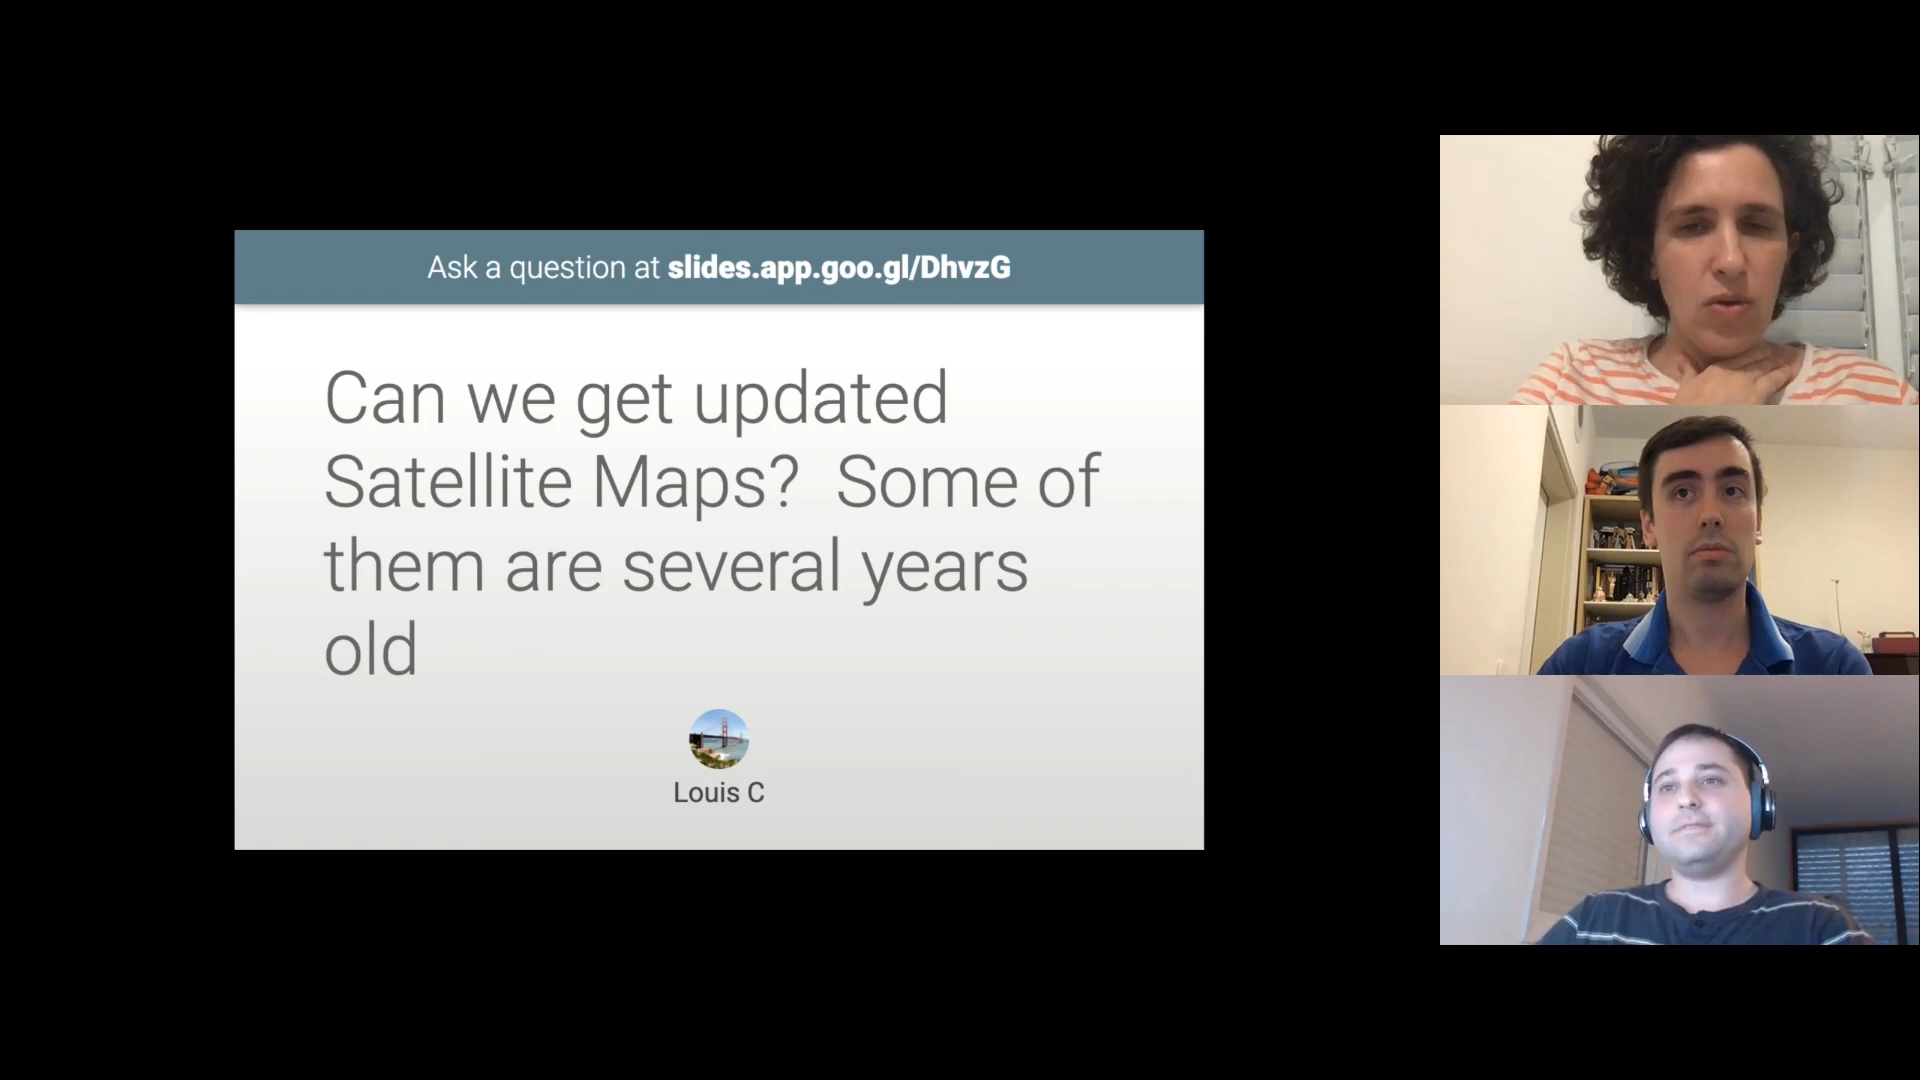 Ask a question at slides.app.goo.gl/DhvzG
Can we get updated
Satellite Maps?  Some of
them are several years
old
Louis C